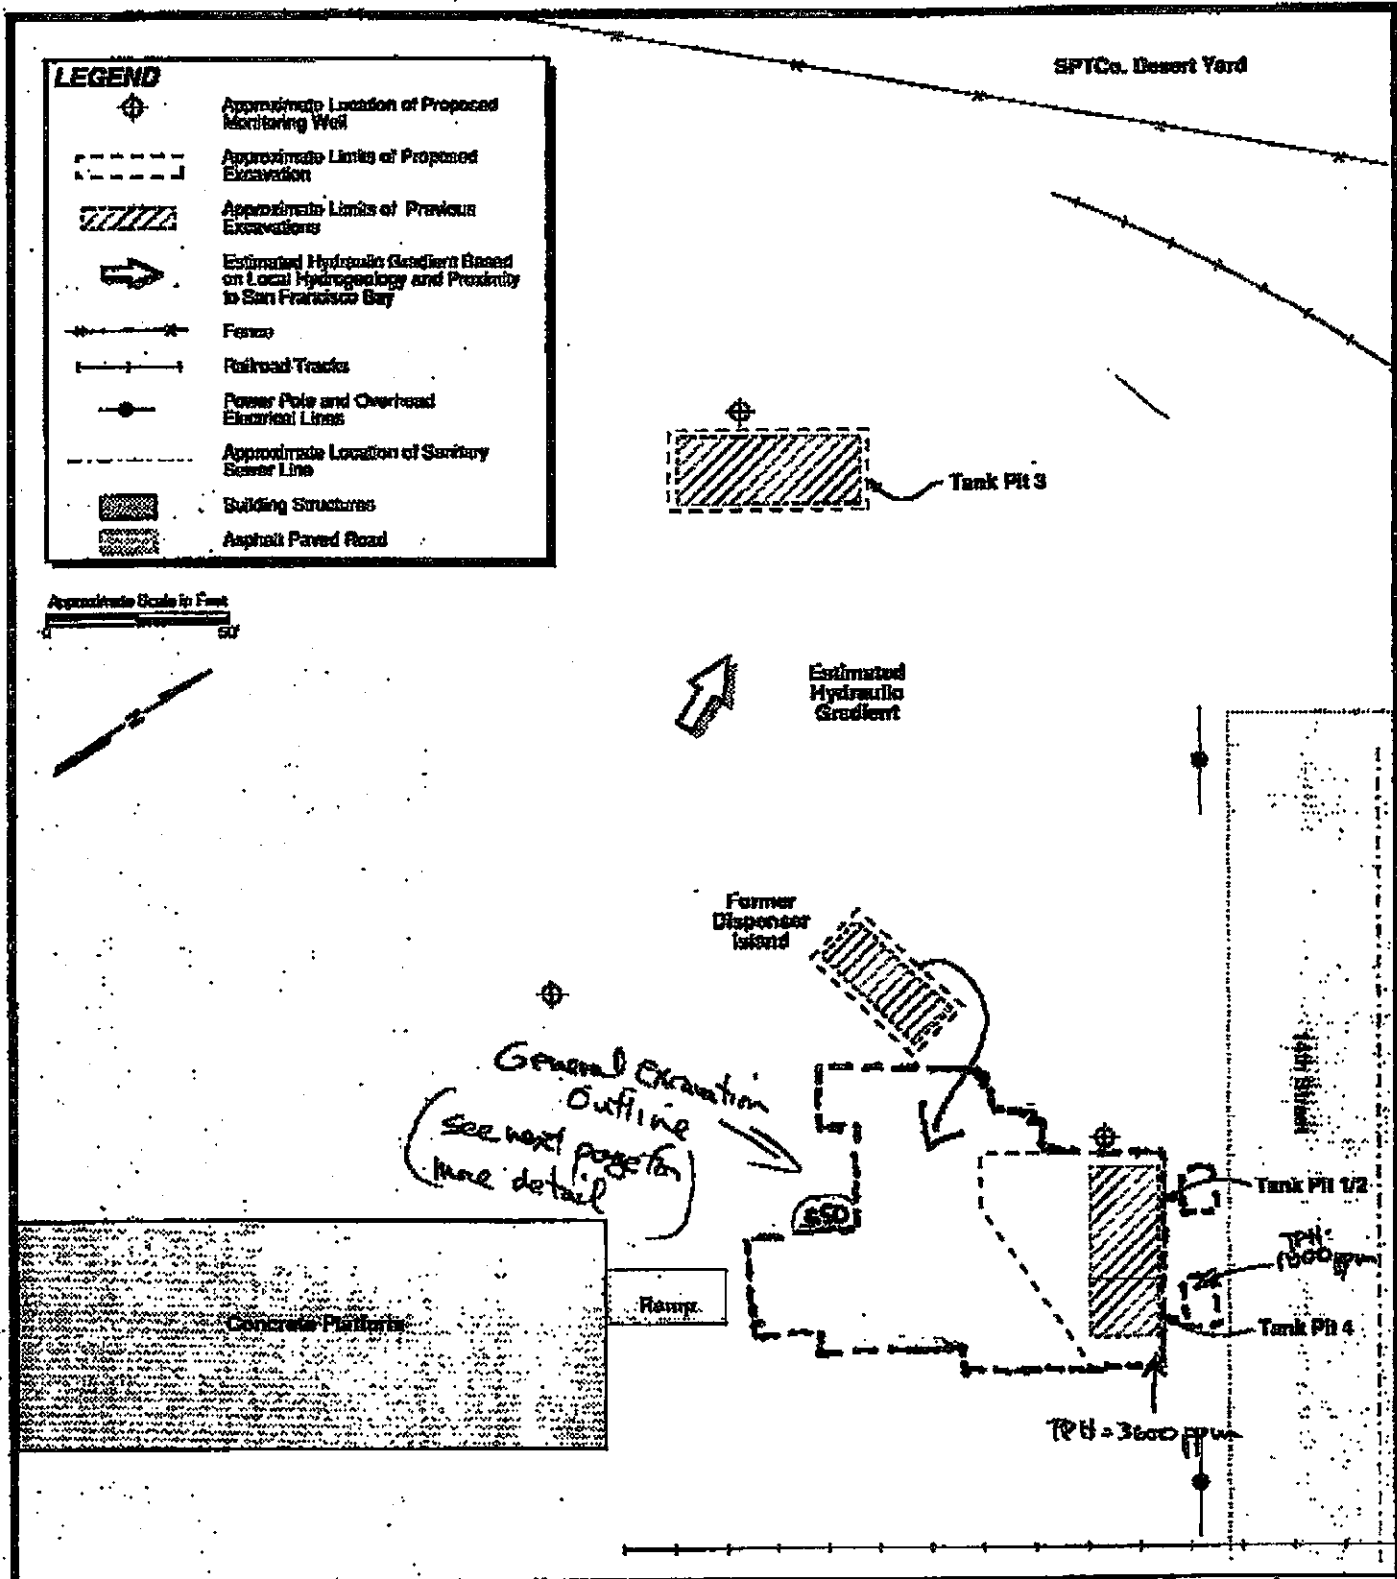 LEGEND
Approximate Location of Proposed
Monitoring Well
Approximate Limits of Proposed
Excavation
Approximate Limits of Previous
Excavations
Estimated Hydraulic Gradient Based
on Local Hydrogeology and Proximity
to San Francisco Bay
Fence
Railroad Tracks
Power Pole and Overhead
Electrical Lines
Approximate Location of Sanitary
Sewer Line
Building Structures
Asphalt Paved Road
SPTCo. Desert Yard
Tank Pit 3
Approximate Scale in Feet
0 50'
N
Estimated
Hydraulic
Gradient
Former
Dispenser
Island
General Excavation
Outline
(see next page for
more detail)
650
14th Street
Tank Pit 1/2
TPH=
Tank Pit 4
TPH = 3600 ppm
Concrete Platform
Ramp